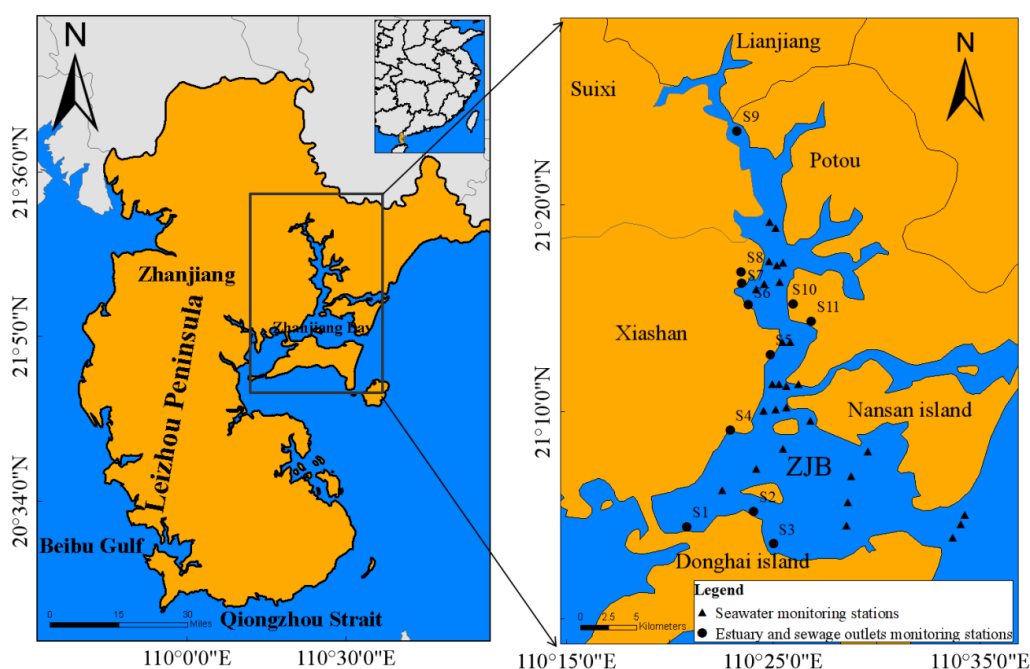 N
21°36'0"N
21°5'0"N
20°34'0"N
Zhanjiang
Zhanjiang Bay
Leizhou Peninsula
Beibu Gulf
Qiongzhou Strait
0 15 30
Miles
110°0'0"E 110°30'0"E
N
Lianjiang
Suixi
S9
Potou
21°20'0"N
S8
S7
S6
S10
S11
Xiashan
S5
21°10'0"N
S4
Nansan island
ZJB
S2
S1
S3
Donghai island
Legend
Seawater monitoring stations
Estuary and sewage outlets monitoring stations
0 2.5 5
Kilometers
110°15'0"E 110°25'0"E 110°35'0"E